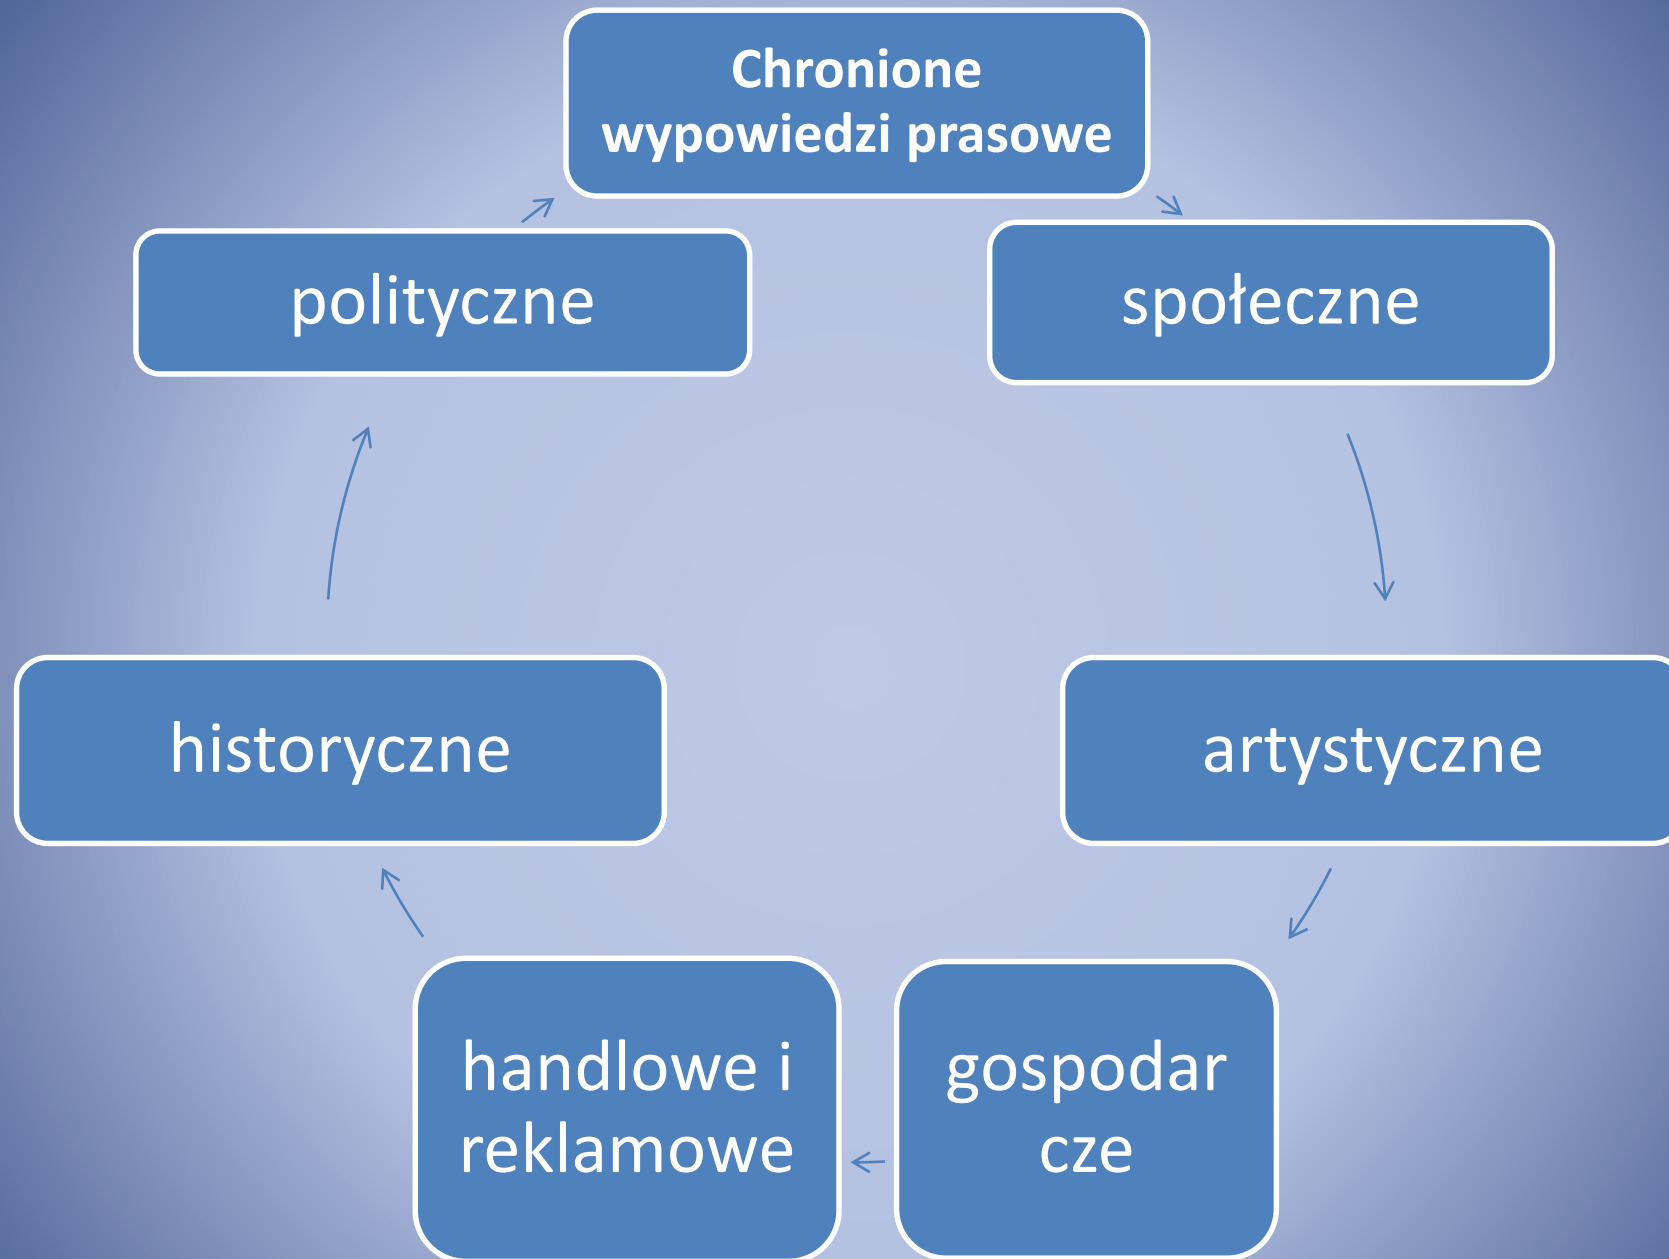 Chronione
wypowiedzi prasowe
polityczne
społeczne
historyczne
artystyczne
handlowe i
reklamowe
gospodar
cze